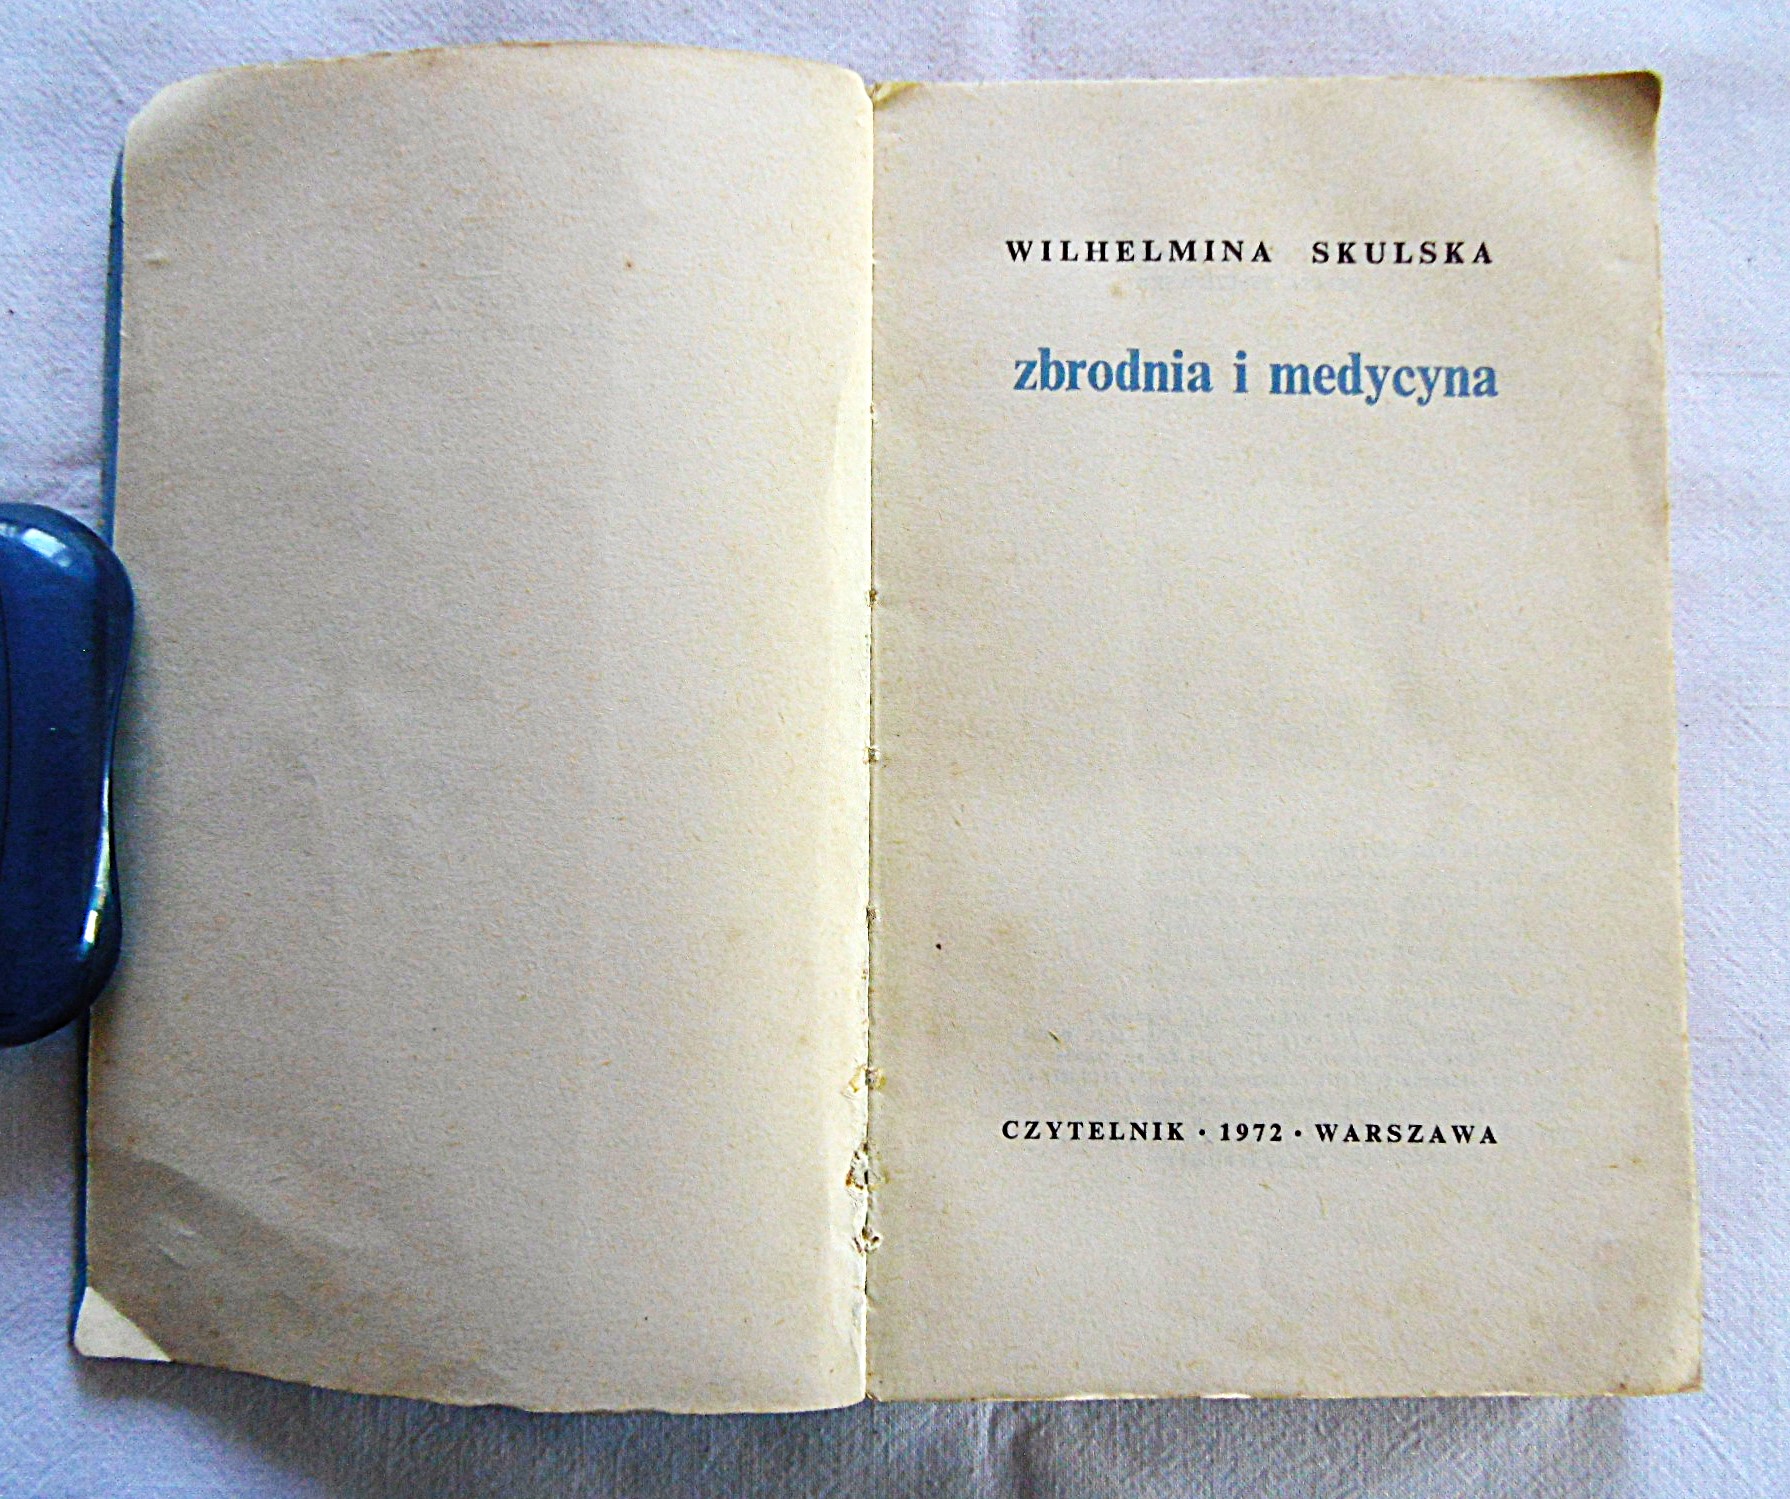 WILHELMINA SKULSKA
zbrodnia i medycyna
CZYTELNIK · 1972 · WARSZAWA